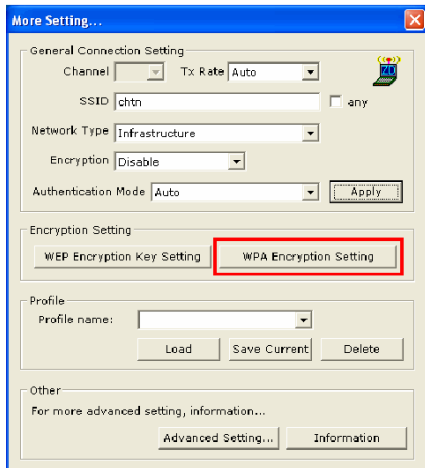 More Setting...
General Connection Setting
Channel Tx Rate Auto
SSID chtn any
Network Type Infrastructure
Encryption Disable
Authentication Mode Auto Apply
Encryption Setting
WEP Encryption Key Setting WPA Encryption Setting
Profile
Profile name:
Load Save Current Delete
Other
For more advanced setting, information...
Advanced Setting... Information